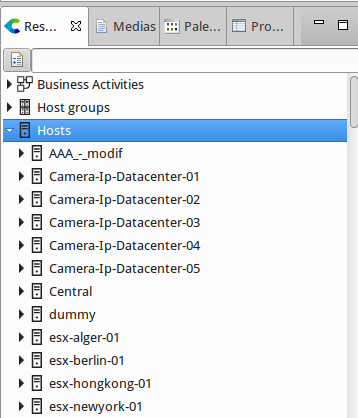 Res... Medias Pale... Pro...
Business Activities
Host groups
Hosts
AAA_-_modif
Camera-Ip-Datacenter-01
Camera-Ip-Datacenter-02
Camera-Ip-Datacenter-03
Camera-Ip-Datacenter-04
Camera-Ip-Datacenter-05
Central
dummy
esx-alger-01
esx-berlin-01
esx-hongkong-01
esx-newyork-01